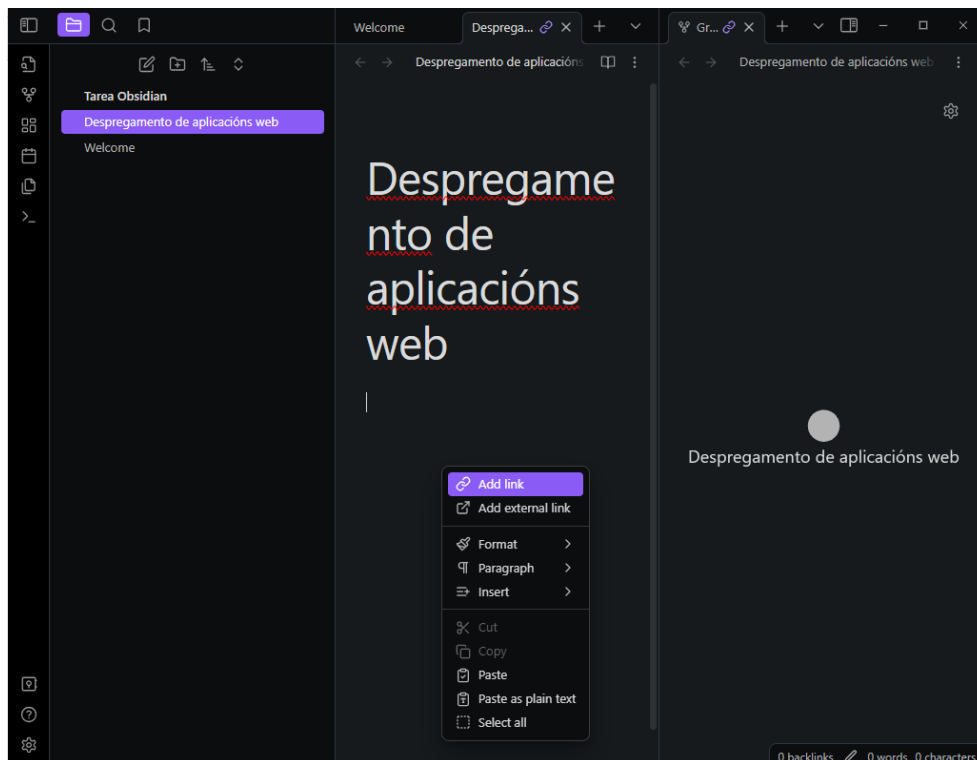 Welcome
Desprega...
Gr...
Despregamento de aplicacións
Despregamento de aplicacións web
Tarea Obsidian
Despregamento de aplicacións web
Welcome
Despregame
nto de
aplicacións
web
Despregamento de aplicacións web
Add link
Add external link
Format
Paragraph
Insert
Cut
Copy
Paste
Paste as plain text
Select all
0 backlinks
0 words
0 characters